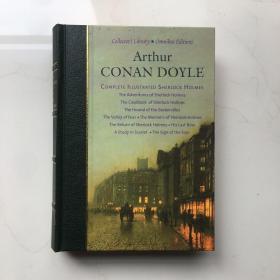 Collector's Library ★ Omnibus Editions
Arthur
CONAN DOYLE
COMPLETE ILLUSTRATED SHERLOCK HOLMES
The Adventures of Sherlock Holmes
The Casebook of Sherlock Holmes
The Hound of the Baskervilles
The Valley of Fear • The Memoirs of Sherlock Holmes
The Return of Sherlock Holmes • His Last Bow
A Study in Scarlet • The Sign of the Four